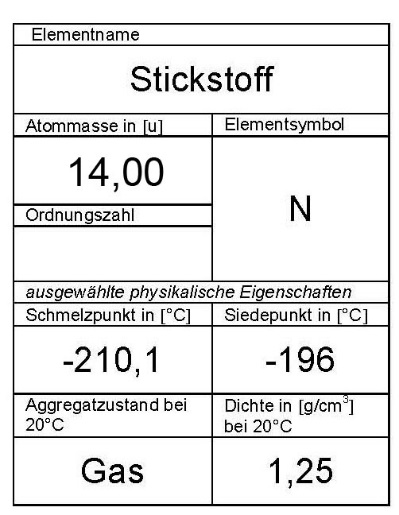 Elementname
Stickstoff
Atommasse in [u]
Elementsymbol
14,00
N
Ordnungszahl
ausgewählte physikalische Eigenschaften
Schmelzpunkt in [°C]
Siedepunkt in [°C]
-210,1
-196
Aggregatzustand bei
20°C
Dichte in [g/cm³]
bei 20°C
Gas
1,25